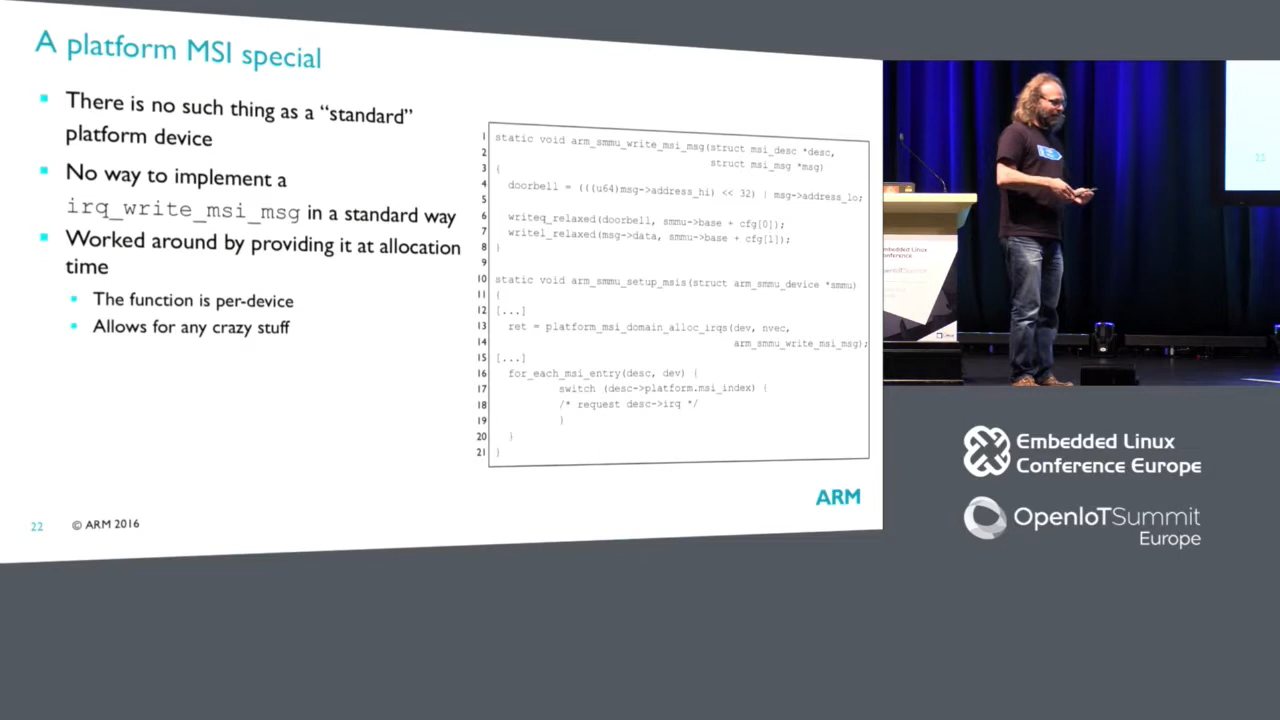 A platform MSI special
There is no such thing as a “standard”
platform device
No way to implement a
irq_write_msi_msg in a standard way
Worked around by providing it at allocation
time
The function is per-device
Allows for any crazy stuff
1 static void arm_smmu_write_msi_msg(struct msi_desc *desc,
2 struct msi_msg *msg)
3 {
4 doorbell = (((u64)msg->address_hi) << 32) | msg->address_lo;
5
6 writeq_relaxed(doorbell, smmu->base + cfg[0]);
7 writel_relaxed(msg->data, smmu->base + cfg[1]);
8 }
9
10 static void arm_smmu_setup_msis(struct arm_smmu_device *smmu)
11 {
12 [...]
13 ret = platform_msi_domain_alloc_irqs(dev, nvec,
14 arm_smmu_write_msi_msg);
15 [...]
16 for_each_msi_entry(desc, dev) {
17 switch (desc->platform.msi_index) {
18 /* request desc->irq */
19 }
20 }
21 }
ARM
22 © ARM 2016
Embedded Linux
Conference Europe
OpenIoTSummit
Europe